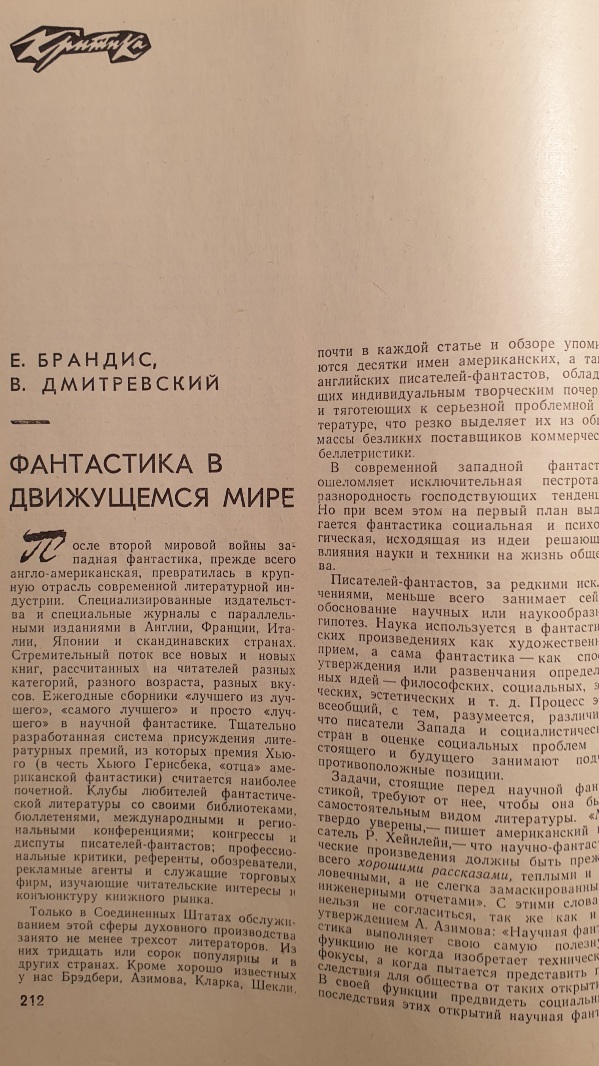 Критика
Е. БРАНДИС,
В. ДМИТРЕВСКИЙ
ФАНТАСТИКА В
ДВИЖУЩЕМСЯ МИРЕ
После второй мировой войны за-
падная фантастика, прежде всего
англо-американская, превратилась в круп-
ную отрасль современной литературной ин-
дустрии. Специализированные издательст-
ва и специальные журналы с параллель-
ными изданиями в Англии, Франции, Ита-
лии, Японии и скандинавских странах.
Стремительный поток все новых и новых
книг, рассчитанных на читателей разных
категорий, разного возраста, разных вку-
сов. Ежегодные сборники «лучшего из луч-
шего», «самого лучшего» и просто «луч-
шего» в научной фантастике. Тщательно
разработанная система присуждения лите-
ратурных премий, из которых премия Хью-
го (в честь Хьюго Гернсбека, «отца» аме-
риканской фантастики) считается наиболее
почетной. Клубы любителей фантастиче-
ской литературы со своими библиотеками,
бюллетенями, международными и регио-
нальными конференциями; конгрессы и
диспуты писателей-фантастов; профессио-
нальные критики, референты, обозреватели,
рекламные агенты и служащие торговых
фирм, изучающие читательские интересы и
конъюнктуру книжного рынка.
Только в Соединенных Штатах обслужи-
ванием этой сферы духовного производства
занято не менее трехсот литераторов. Из
них тридцать или сорок популярны и в
других странах. Кроме хорошо известных
у нас Брэдбери, Азимова, Кларка, Шекли,
212
почти в каждой статье и обзоре упом
ются десятки имен американских, а та
английских писателей-фантастов, облад
щих индивидуальным творческим почер
и тяготеющих к серьезной проблемной
тературе, что резко выделяет их из об
массы безликих поставщиков коммерчес
беллетристики.
В современной западной фантаст
ошеломляет исключительная пестрота
разнородность господствующих тенденц
Но при всем этом на первый план выд
гается фантастика социальная и психо
гическая, исходящая из идеи решающ
влияния науки и техники на жизнь обще
ва.
Писателей-фантастов, за редкими искл
чениями, меньше всего занимает сей
обоснование научных или наукообраз
гипотез. Наука используется в фантасти
ских произведениях как художественн
прием, а сама фантастика — как спо
утверждения или развенчания определ
ных идей — философских, социальных, э
ческих, эстетических и т. д. Процесс э
всеобщий, с тем, разумеется, различи
что писатели Запада и социалистичес
стран в оценке социальных проблем
стоящего и будущего занимают под
противоположные позиции.
Задачи, стоящие перед научной фан
стикой, требуют от нее, чтобы она бы
самостоятельным видом литературы. «М
твердо уверены,— пишет американский
сатель Р. Хейнлейн,— что научно-фантас
ческие произведения должны быть преж
всего хорошими рассказами, теплыми и
ловечными, а не слегка замаскированным
инженерными отчетами». С этими слова
нельзя не согласиться, так же как и
утверждением А. Азимова: «Научная фан
стика выполняет свою самую полезну
функцию не когда изобретает техническ
фокусы, а когда пытается представить п
следствия для общества от таких открыти
В своей функции предвидеть социальн
последствия этих открытий научная фант